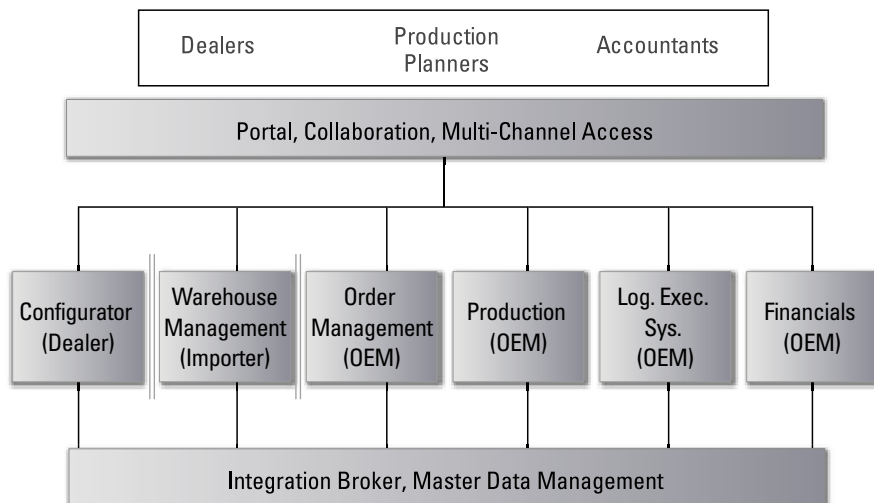 Dealers
Production
Planners
Accountants
Portal, Collaboration, Multi-Channel Access
Configurator
(Dealer)
Warehouse
Management
(Importer)
Order
Management
(OEM)
Production
(OEM)
Log. Exec.
Sys.
(OEM)
Financials
(OEM)
Integration Broker, Master Data Management